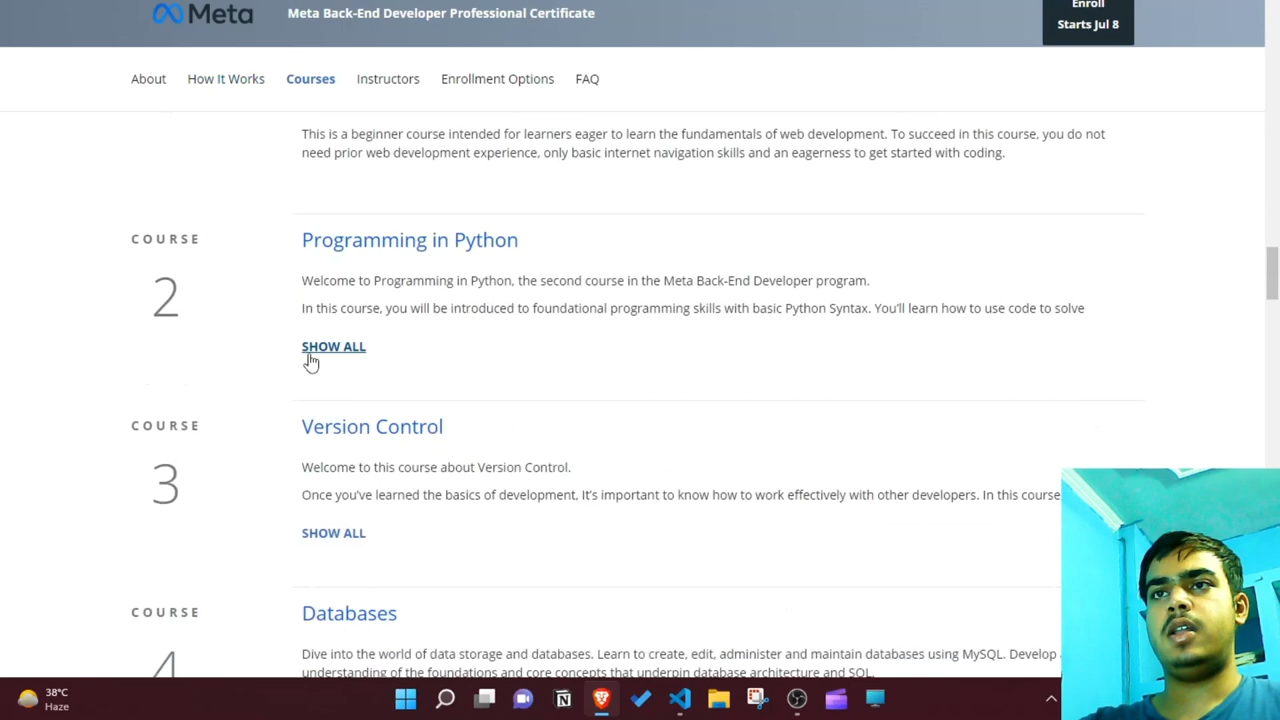 Meta
Meta Back-End Developer Professional Certificate
Enroll
Starts Jul 8
About How It Works Courses Instructors Enrollment Options FAQ
This is a beginner course intended for learners eager to learn the fundamentals of web development. To succeed in this course, you do not
need prior web development experience, only basic internet navigation skills and an eagerness to get started with coding.
COURSE
2
Programming in Python
Welcome to Programming in Python, the second course in the Meta Back-End Developer program.
In this course, you will be introduced to foundational programming skills with basic Python Syntax. You'll learn how to use code to solve
SHOW ALL
COURSE
3
Version Control
Welcome to this course about Version Control.
Once you've learned the basics of development, It's important to know how to work effectively with other developers. In this course
SHOW ALL
COURSE
4
Databases
Dive into the world of data storage and databases. Learn to create, edit, administer and maintain databases using MySQL. Develop
understanding of the foundations and core concepts that underpin database architecture and SQL.
38°C
Haze